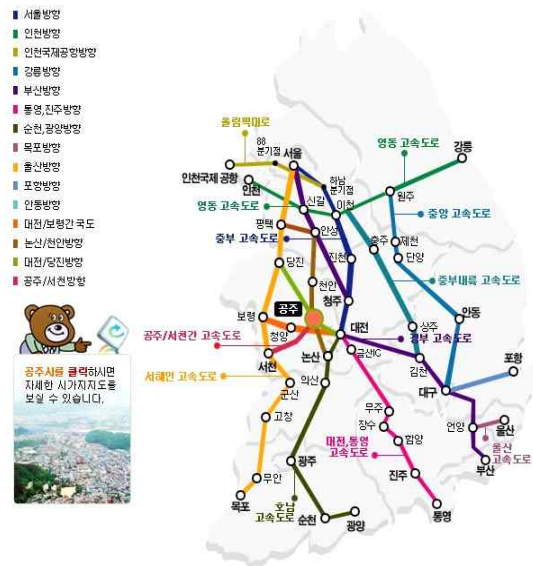 서울방향
인천방향
인천국제공항방향
강릉방향
부산방향
통영,진주방향
순천,광양방향
목포방향
울산방향
포항방향
안동방향
대전/보령간 국도
논산/천안방향
대전/당진방향
공주/서천방향
올림픽대로
88
분기점
서울
하남
분기점
영동 고속도로
강릉
인천국제 공항
인천
신갈
이천
원주
영동 고속도로
중앙 고속도로
평택
안성
중부 고속도로
진천
충주
제천
단양
당진
천안
청주
중부내륙 고속도로
보령
공주
대전
상주
안동
청양
공주/서천간 고속도로
경부 고속도로
서천
논산
금산IC
김천
포항
서해안 고속도로
군산
익산
대구
고창
무주
장수
함양
언양
울산
울산
고속도로
대전,통영
고속도로
부산
무안
광주
진주
목포
호남
고속도로
순천
광양
통영
공주시를 클릭하시면
자세한 시가지지도를
보실 수 있습니다.